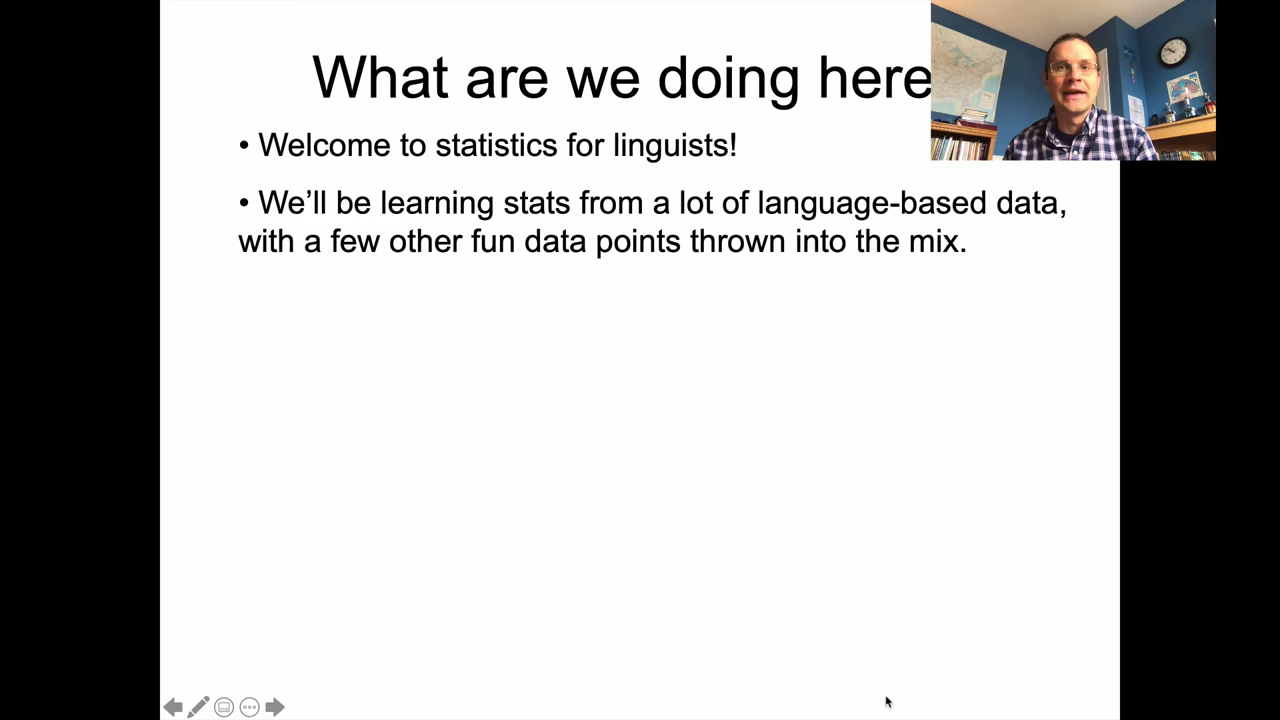 What are we doing here
• Welcome to statistics for linguists!
• We’ll be learning stats from a lot of language-based data,
with a few other fun data points thrown into the mix.